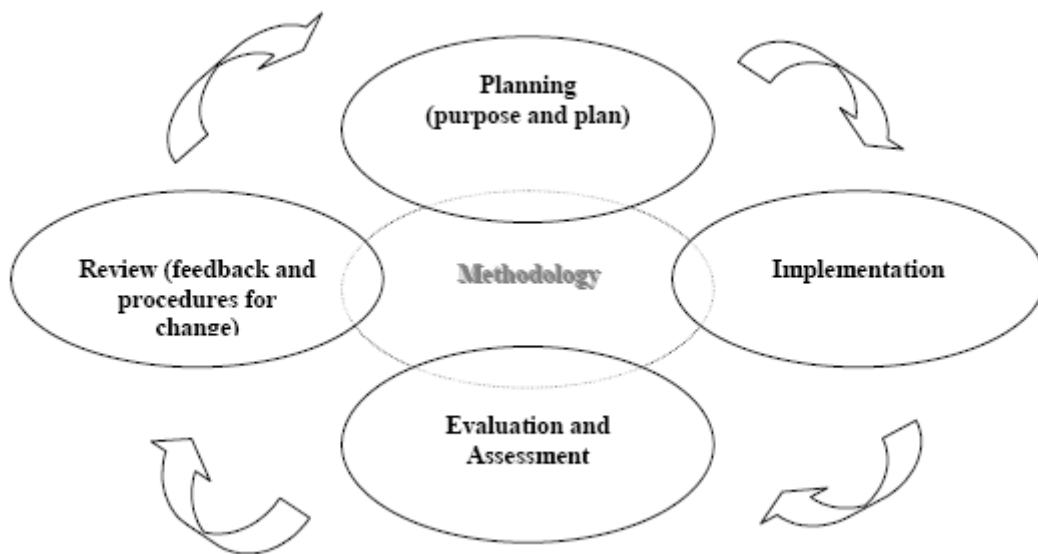 Planning
(purpose and plan)
Review (feedback and
procedures for
change)
Methodology
Implementation
Evaluation and
Assessment